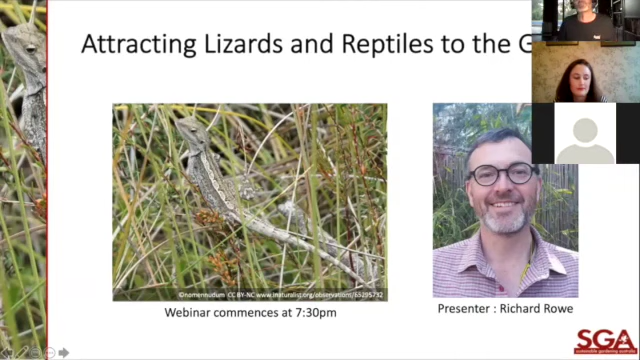 Attracting Lizards and Reptiles to the G
©nomennudum CC BY-NC www.inaturalist.org/observation/65295732
Webinar commences at 7:30pm
Presenter : Richard Rowe
SGA
sustainable gardening australia